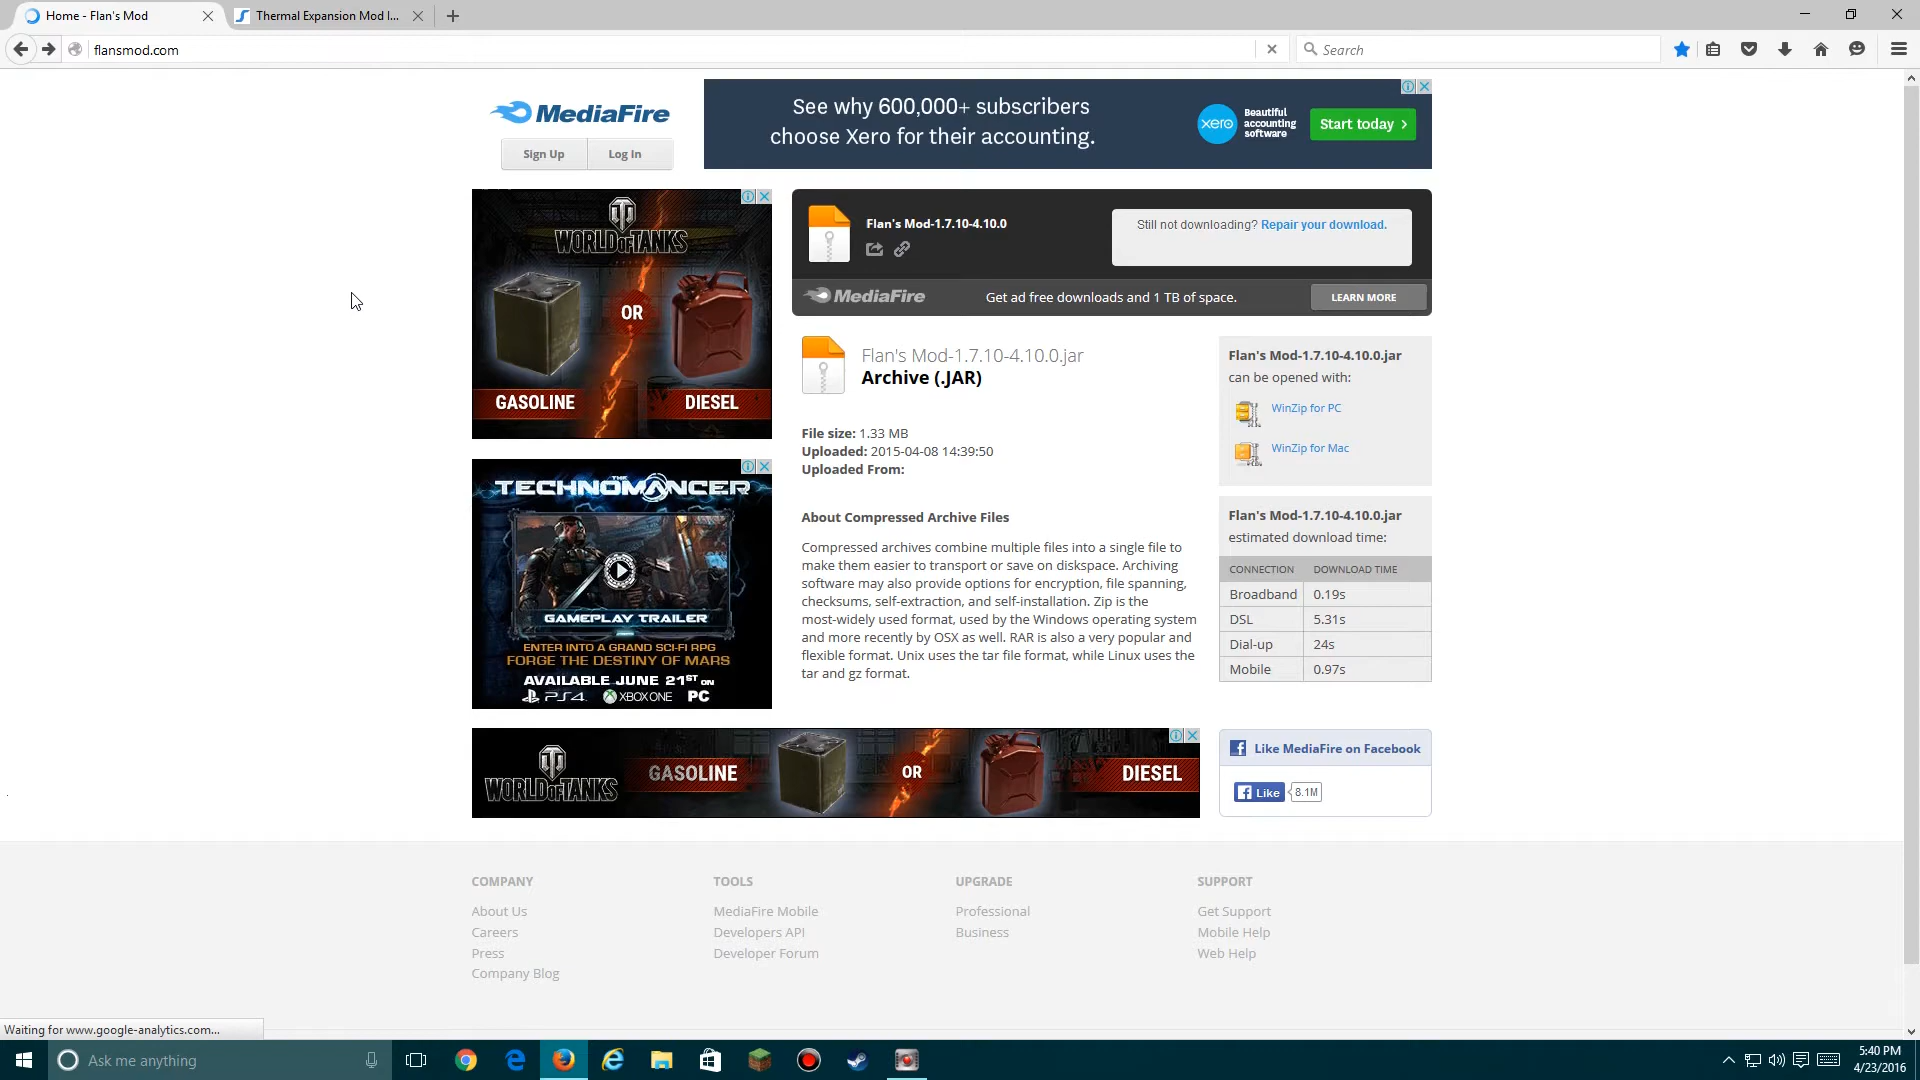 Home - Flan's Mod
Thermal Expansion Mod I...
flansmod.com
Search
MediaFire
Sign Up
Log In
See why 600,000+ subscribers
choose Xero for their accounting.
xero
Beautiful
accounting
software
Start today
WORLD OF TANKS
OR
GASOLINE
DIESEL
Flan's Mod-1.7.10-4.10.0
Still not downloading? Repair your download.
MediaFire
Get ad free downloads and 1 TB of space.
LEARN MORE
Flan's Mod-1.7.10-4.10.0.jar
Archive (.JAR)
File size: 1.33 MB
Uploaded: 2015-04-08 14:39:50
Uploaded From:
About Compressed Archive Files
Compressed archives combine multiple files into a single file to
make them easier to transport or save on diskspace. Archiving
software may also provide options for encryption, file spanning,
checksums, self-extraction, and self-installation. Zip is the
most-widely used format, used by the Windows operating system
and more recently by OSX as well. RAR is also a very popular and
flexible format. Unix uses the tar file format, while Linux uses the
tar and gz format.
Flan's Mod-1.7.10-4.10.0.jar
can be opened with:
WinZip for PC
WinZip for Mac
Flan's Mod-1.7.10-4.10.0.jar
estimated download time:
CONNECTION DOWNLOAD TIME
Broadband 0.19s
DSL 5.31s
Dial-up 24s
Mobile 0.97s
THE
TECHNOMANCER
GAMEPLAY TRAILER
ENTER INTO A GRAND SCI-FI RPG
FORGE THE DESTINY OF MARS
AVAILABLE JUNE 21ST ON
PS4 XBOX ONE PC
WORLD OF TANKS
GASOLINE
OR
DIESEL
Like MediaFire on Facebook
Like
8.1M
COMPANY
About Us
Careers
Press
Company Blog
TOOLS
MediaFire Mobile
Developers API
Developer Forum
UPGRADE
Professional
Business
SUPPORT
Get Support
Mobile Help
Web Help
Waiting for www.google-analytics.com...
Ask me anything
5:40 PM
4/23/2016